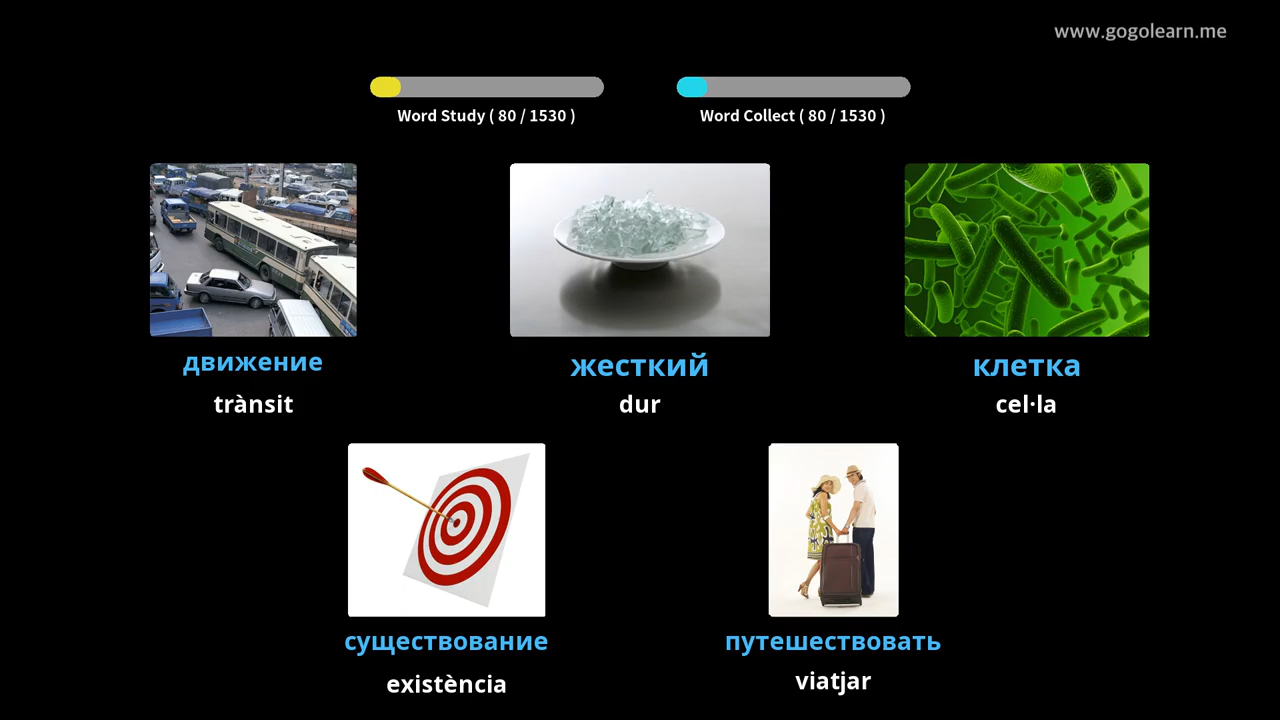 www.gogolearn.me
Word Study ( 80 / 1530 )
Word Collect ( 80 / 1530 )
движение
trànsit
жесткий
dur
клетка
cel·la
существование
existència
путешествовать
viatjar